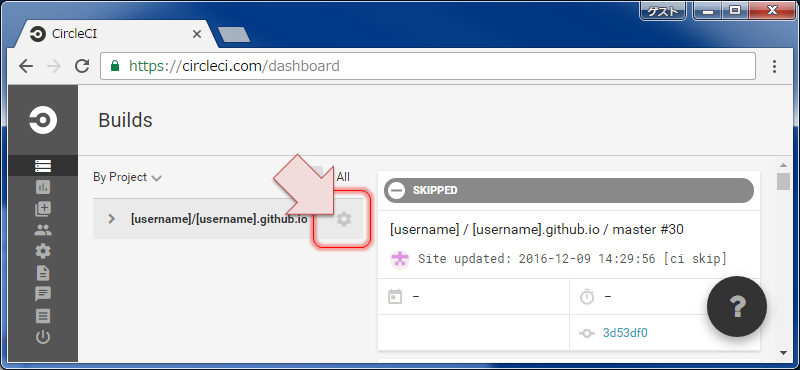 ゲスト
CircleCI
https://circleci.com/dashboard
Builds
By Project
All
[username]/[username].github.io
SKIPPED
[username] / [username].github.io / master #30
Site updated: 2016-12-09 14:29:56 [ci skip]
–
–
3d53df0
?